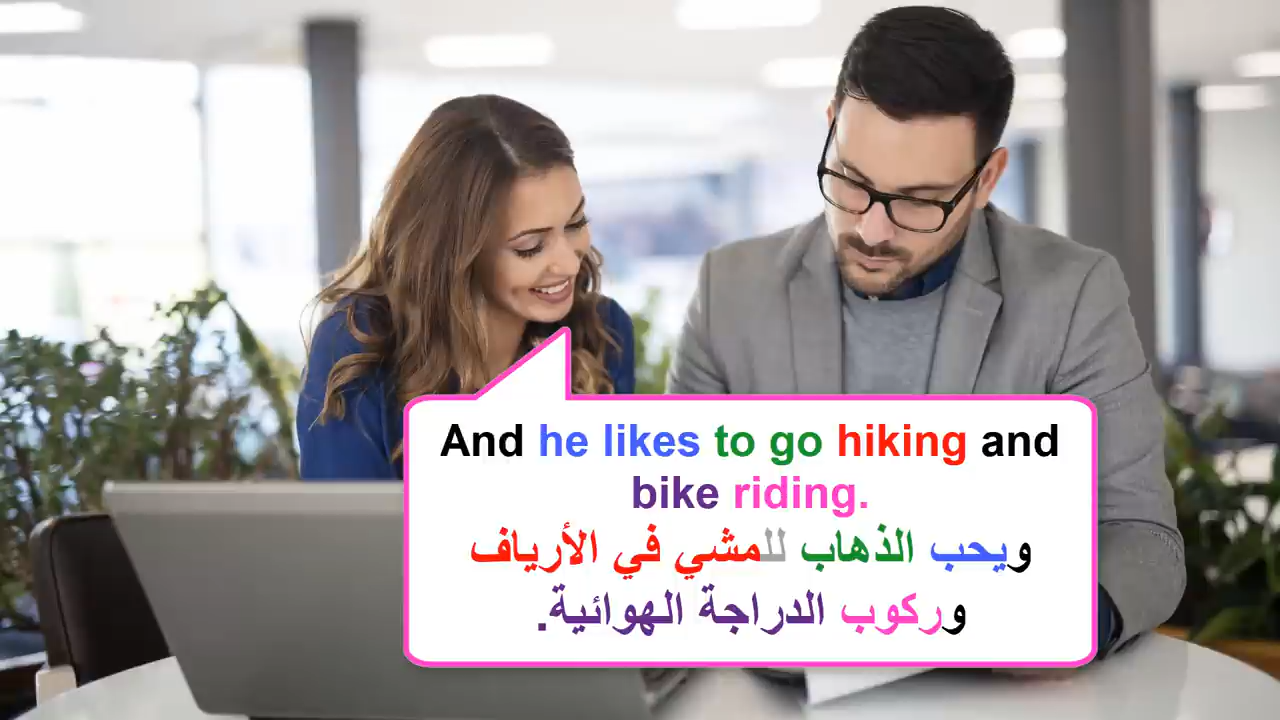 And he likes to go hiking and
bike riding.
ويحب الذهاب للمشي في الأرياف
وركوب الدراجة الهوائية.